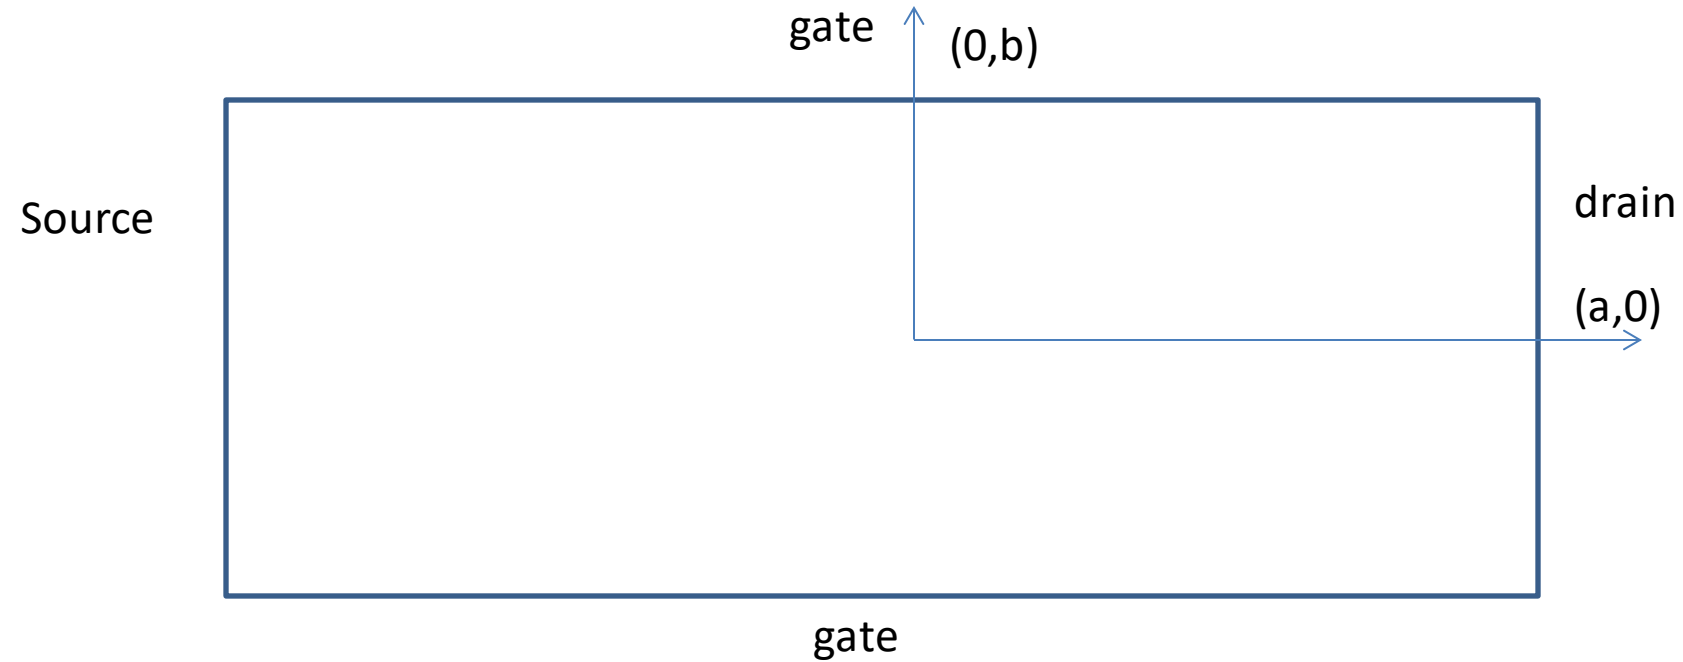 gate
(0,b)
Source
drain
(a,0)
gate